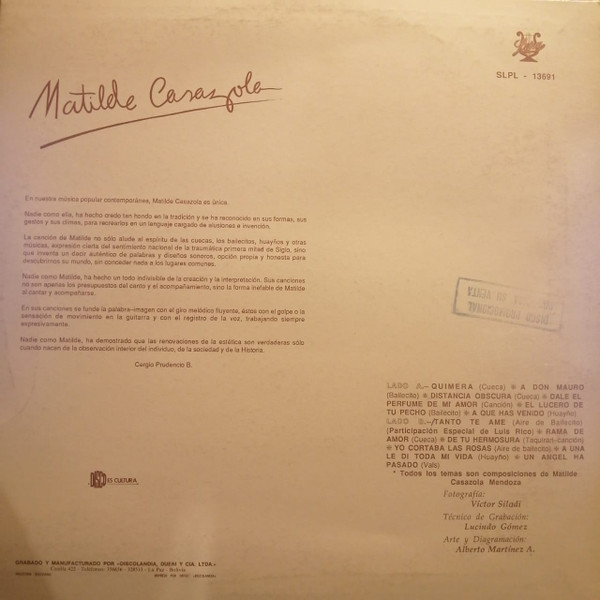 SLPL - 13691
Matilde Casazola
En nuestra música popular contemporánea, Matilde Casazola es única.
Nadie como ella, ha hecho credo tan hondo en la tradición y se ha reconocido en sus formas, sus
gestos y sus climas, para recrearlos en un lenguaje cargado de alusiones e invención.
La canción de Matilde no sólo alude al espíritu de las cuecas, los bailecitos, huayños y otras
músicas, expresión cierta del sentimiento nacional de la traumática primera mitad de Siglo, sino
que inventa un decir auténtico de palabras y diseños sonoros, opción propia y honesta para
descubrirnos su mundo, sin conceder nada a los lugares comunes.
Nadie como Matilde, ha hecho un todo indivisible de la creación y la interpretación. Sus canciones
no son apenas los presupuestos del canto y el acompañamiento, sino la forma inefable de Matilde
al cantar y acompañarse.
En sus canciones se funde la palabra-imagen con el giro melódico fluyente, éstos con el golpe o la
sensación de movimiento en la guitarra y con el registro de la voz, trabajando siempre
expresivamente.
Nadie como Matilde, ha demostrado que las renovaciones de la estática son verdaderas sólo
cuando nacen de la observación interior del individuo, de la sociedad y de la Historia.
Cergio Prudencio B.
LADO A.- QUIMERA (Cueca) ※ A DON MAURO
(Bailecito) ※ DISTANCIA OBSCURA (Cueca) ※ DALE EL
PERFUME DE MI AMOR (Canción) ※ EL LUCERO DE
TU PECHO (Bailecito) ※ A QUE HAS VENIDO (Huayño)
LADO B.-/TANTO TE AME (Aire de Bailecito)
(Participación Especial de Luis Rico) ※ RAMA DE
AMOR (Cueca) ※ DE TU HERMOSURA (Taquirari-canción)
※ YO CORTABA LAS ROSAS (Aire de bailecito) ※ A UNA
LE DI TODA MI VIDA (Huayño) ※ UN ANGEL HA
PASADO (Vals)
* Todos los temas son composiciones de Matilde
Casazola Mendoza
Fotografía:
Víctor Siladi
Técnico de Grabación:
Lucindo Gómez
Arte y Diagramación:
Alberto Martínez A.
ES CULTURA
GRABADO Y MANUFACTURADO POR «DISCOLANDIA, DUERI Y CIA. LTDA.»
Casilla 422 - Teléfonos: - La Paz - Bolivia